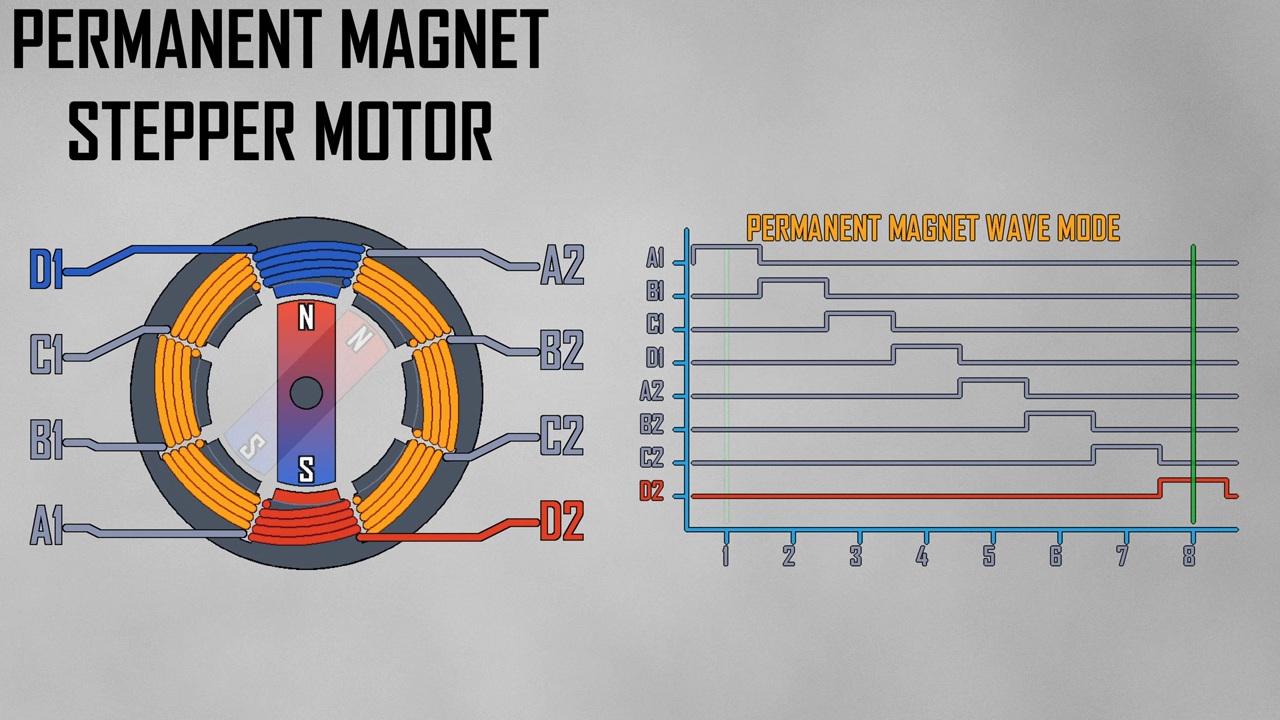 PERMANENT MAGNET
STEPPER MOTOR
D1
A2
C1
B2
B1
C2
A1
D2
N
N
S
S
PERMANENT MAGNET WAVE MODE
A1
B1
C1
D1
A2
B2
C2
D2
1 2 3 4 5 6 7 8